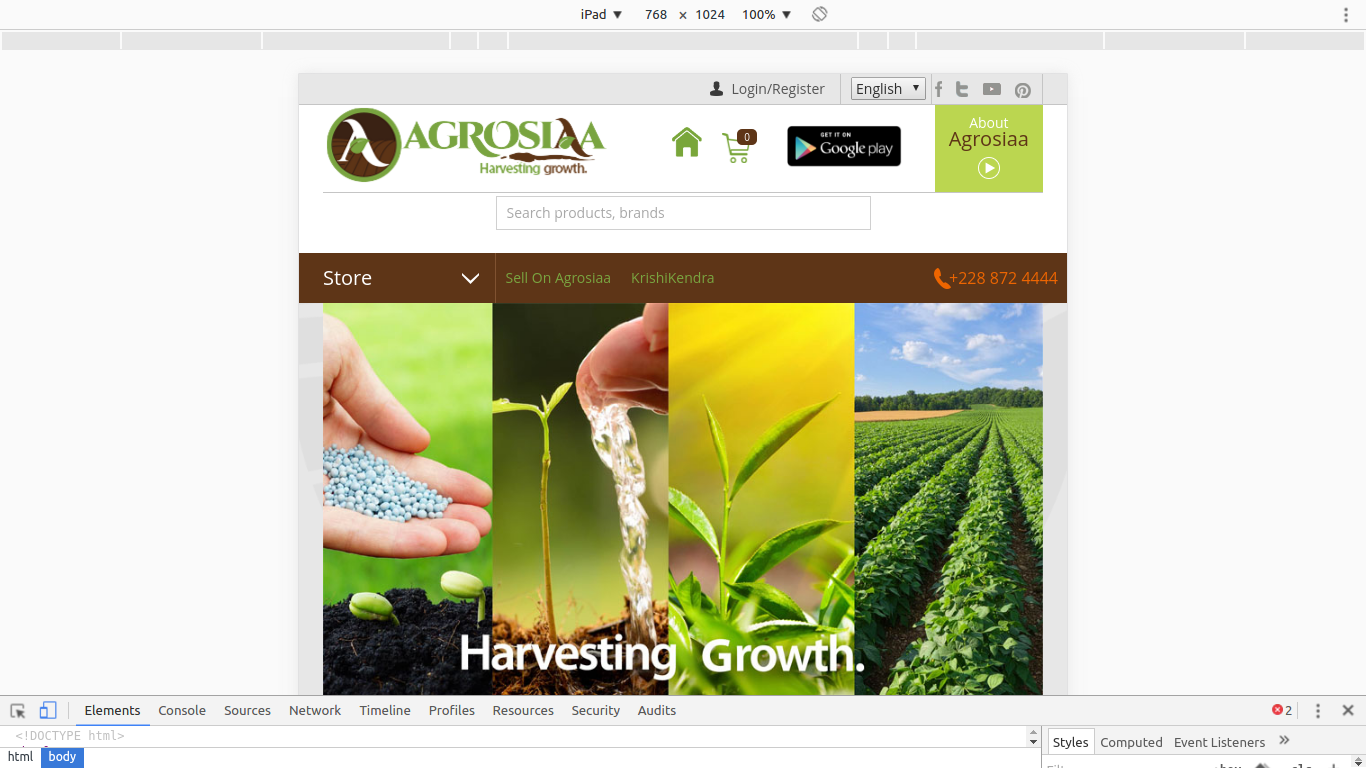 iPad 768 × 1024 100%
Login/Register English
AGROSIAA
Harvesting growth.
0
GET IT ON
Google play
About
Agrosiaa
Search products, brands
Store Sell On Agrosiaa KrishiKendra +228 872 4444
Harvesting Growth.
Elements Console Sources Network Timeline Profiles Resources Security Audits 2
<!DOCTYPE html>
html body
Styles Computed Event Listeners